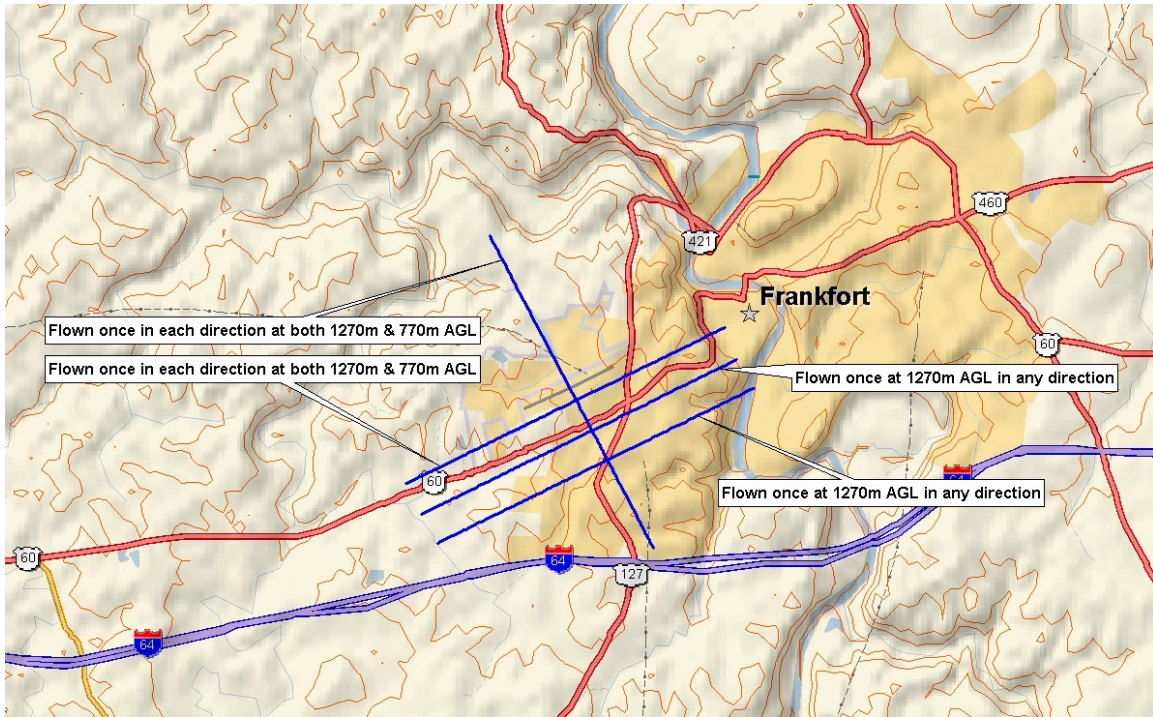 460
421
Frankfort
Flown once in each direction at both 1270m & 770m AGL
60
Flown once in each direction at both 1270m & 770m AGL
Flown once at 1270m AGL in any direction
60
Flown once at 1270m AGL in any direction
64
60
64
127
64